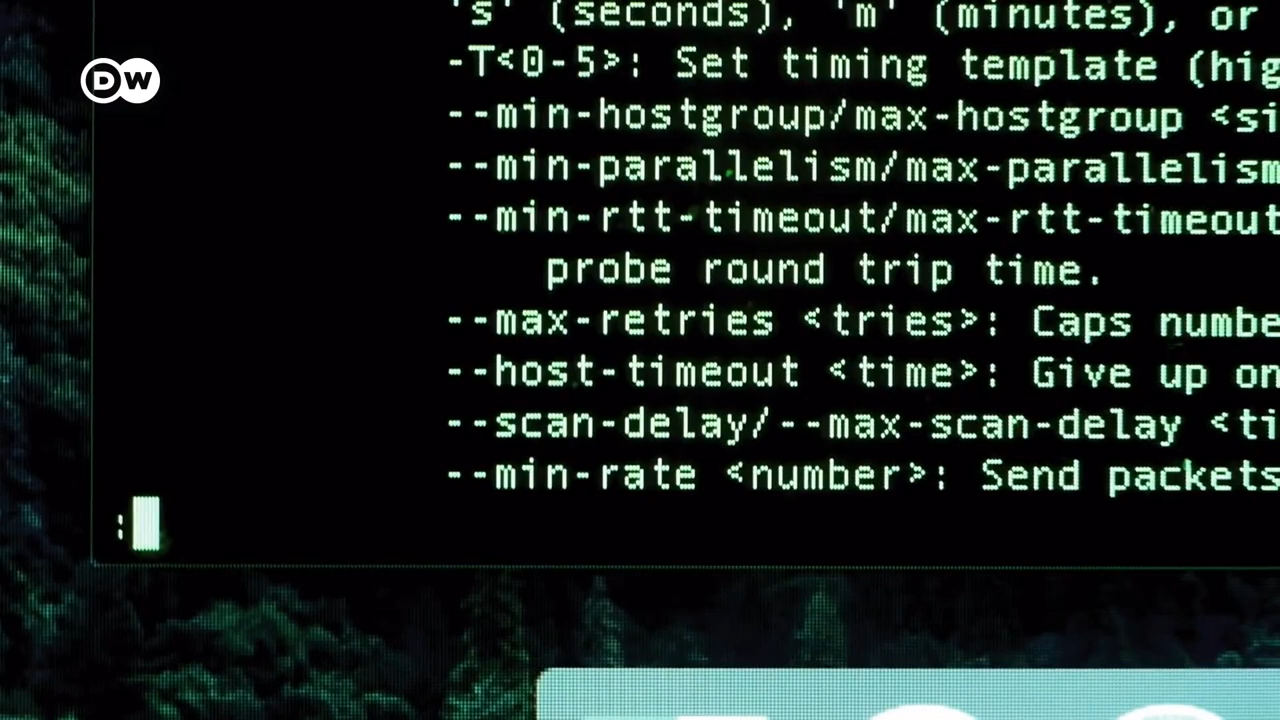 's' (seconds), 'm' (minutes), or
DW
-T<0-5>: Set timing template (hig
--min-hostgroup/max-hostgroup <si
--min-parallelism/max-parallelism
--min-rtt-timeout/max-rtt-timeout
probe round trip time.
--max-retries <tries>: Caps numbe
--host-timeout <time>: Give up on
--scan-delay/--max-scan-delay <ti
--min-rate <number>: Send packets
: